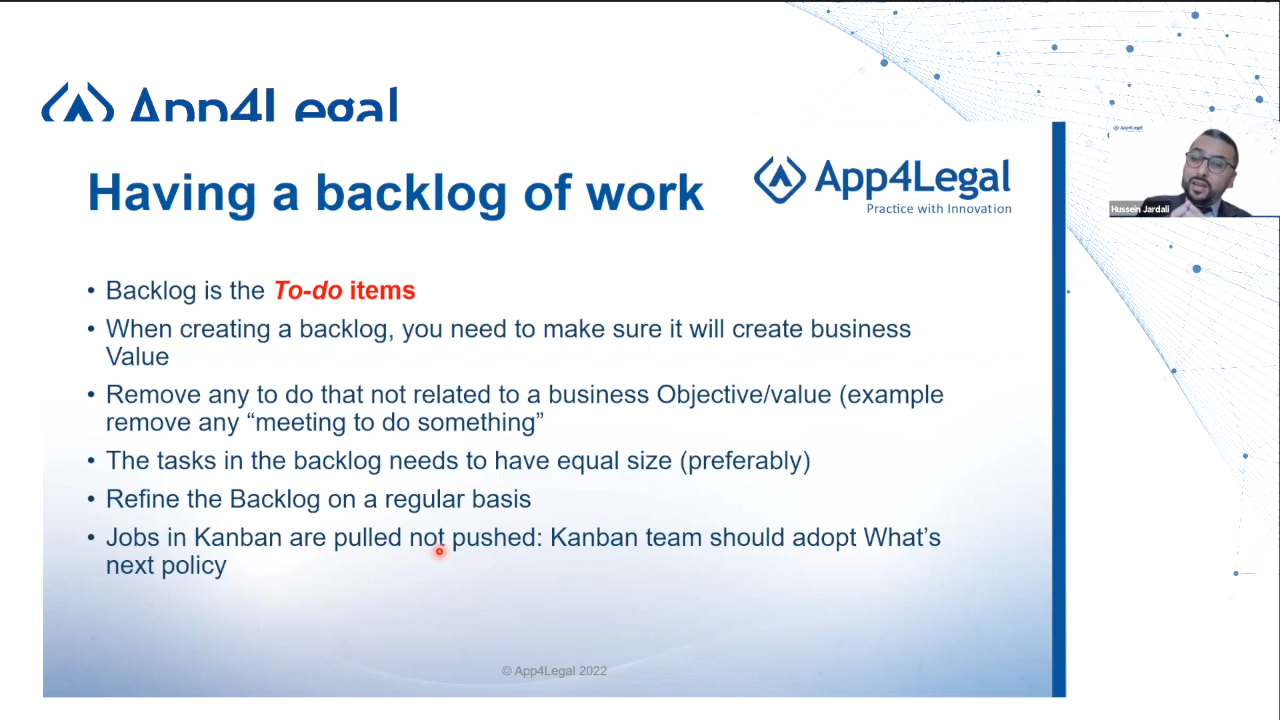 App4Legal
Having a backlog of work
App4Legal
Practice with Innovation
App4Legal
Hussein Jardali
• Backlog is the To-do items
• When creating a backlog, you need to make sure it will create business
Value
• Remove any to do that not related to a business Objective/value (example
remove any “meeting to do something”
• The tasks in the backlog needs to have equal size (preferably)
• Refine the Backlog on a regular basis
• Jobs in Kanban are pulled not pushed: Kanban team should adopt What’s
next policy
© App4Legal 2022